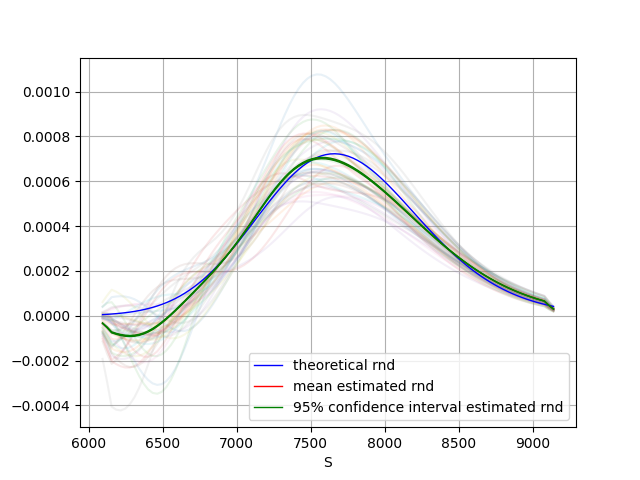 0.0010
0.0008
0.0006
0.0004
0.0002
0.0000
−0.0002
−0.0004
theoretical rnd
mean estimated rnd
95% confidence interval estimated rnd
6000 6500 7000 7500 8000 8500 9000
S